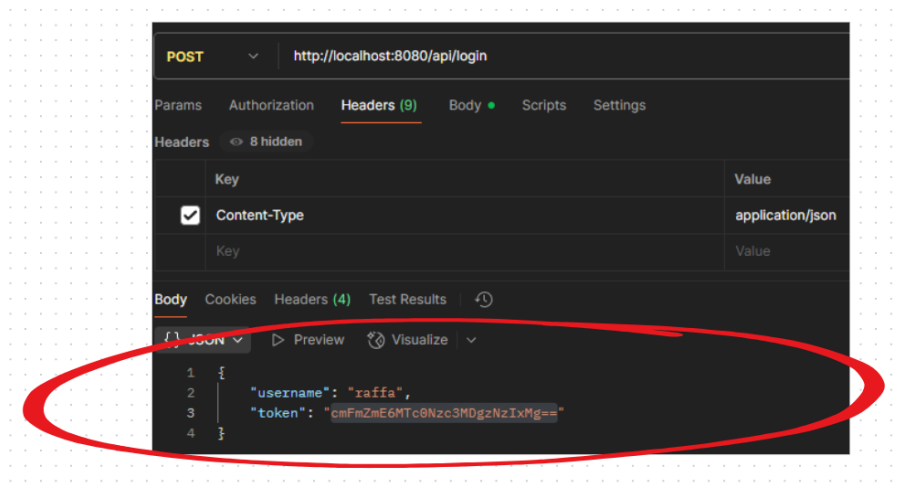 POST http://localhost:8080/api/login
Params Authorization Headers (9) Body Scripts Settings
Headers 8 hidden
Key Value
Content-Type application/json
Key Value
Body Cookies Headers (4) Test Results
{} JSON Preview Visualize
1 {
2 "username": "raffa",
3 "token": "cmFmZmE6MTc0Nzc3MDgzNzIxMg=="
4 }